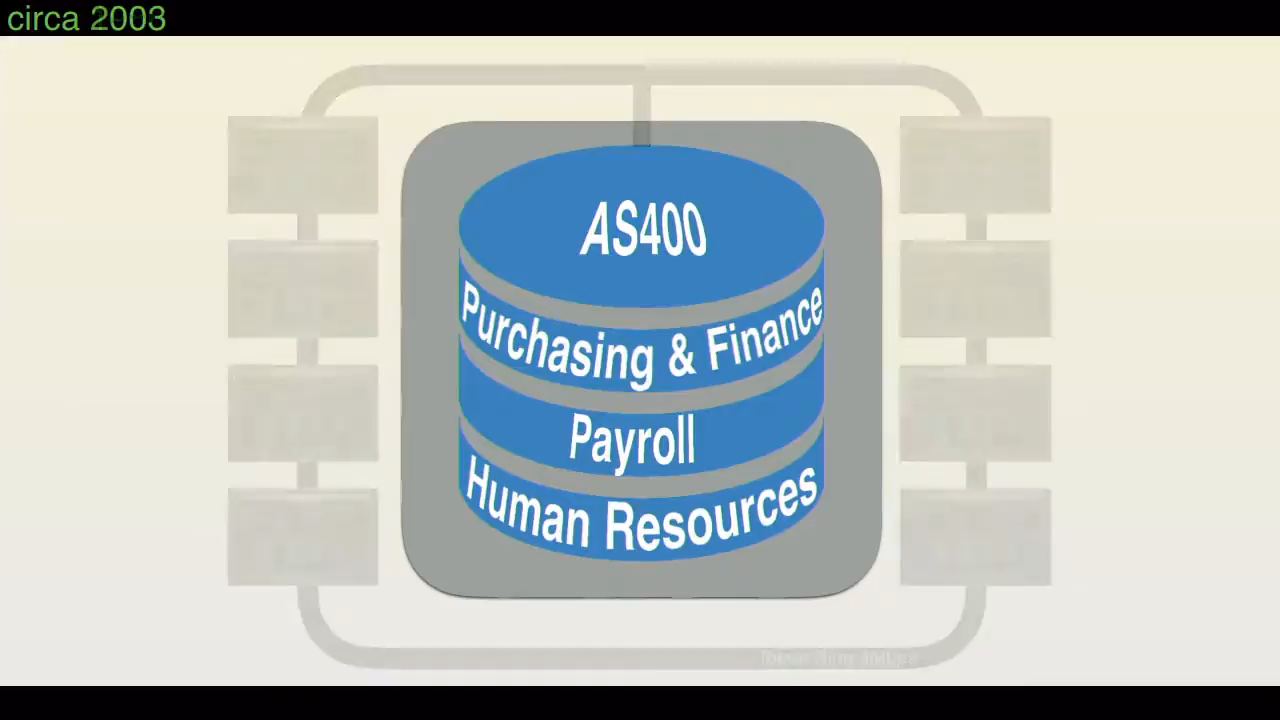 circa 2003
AS400
Purchasing & Finance
Payroll
Human Resources